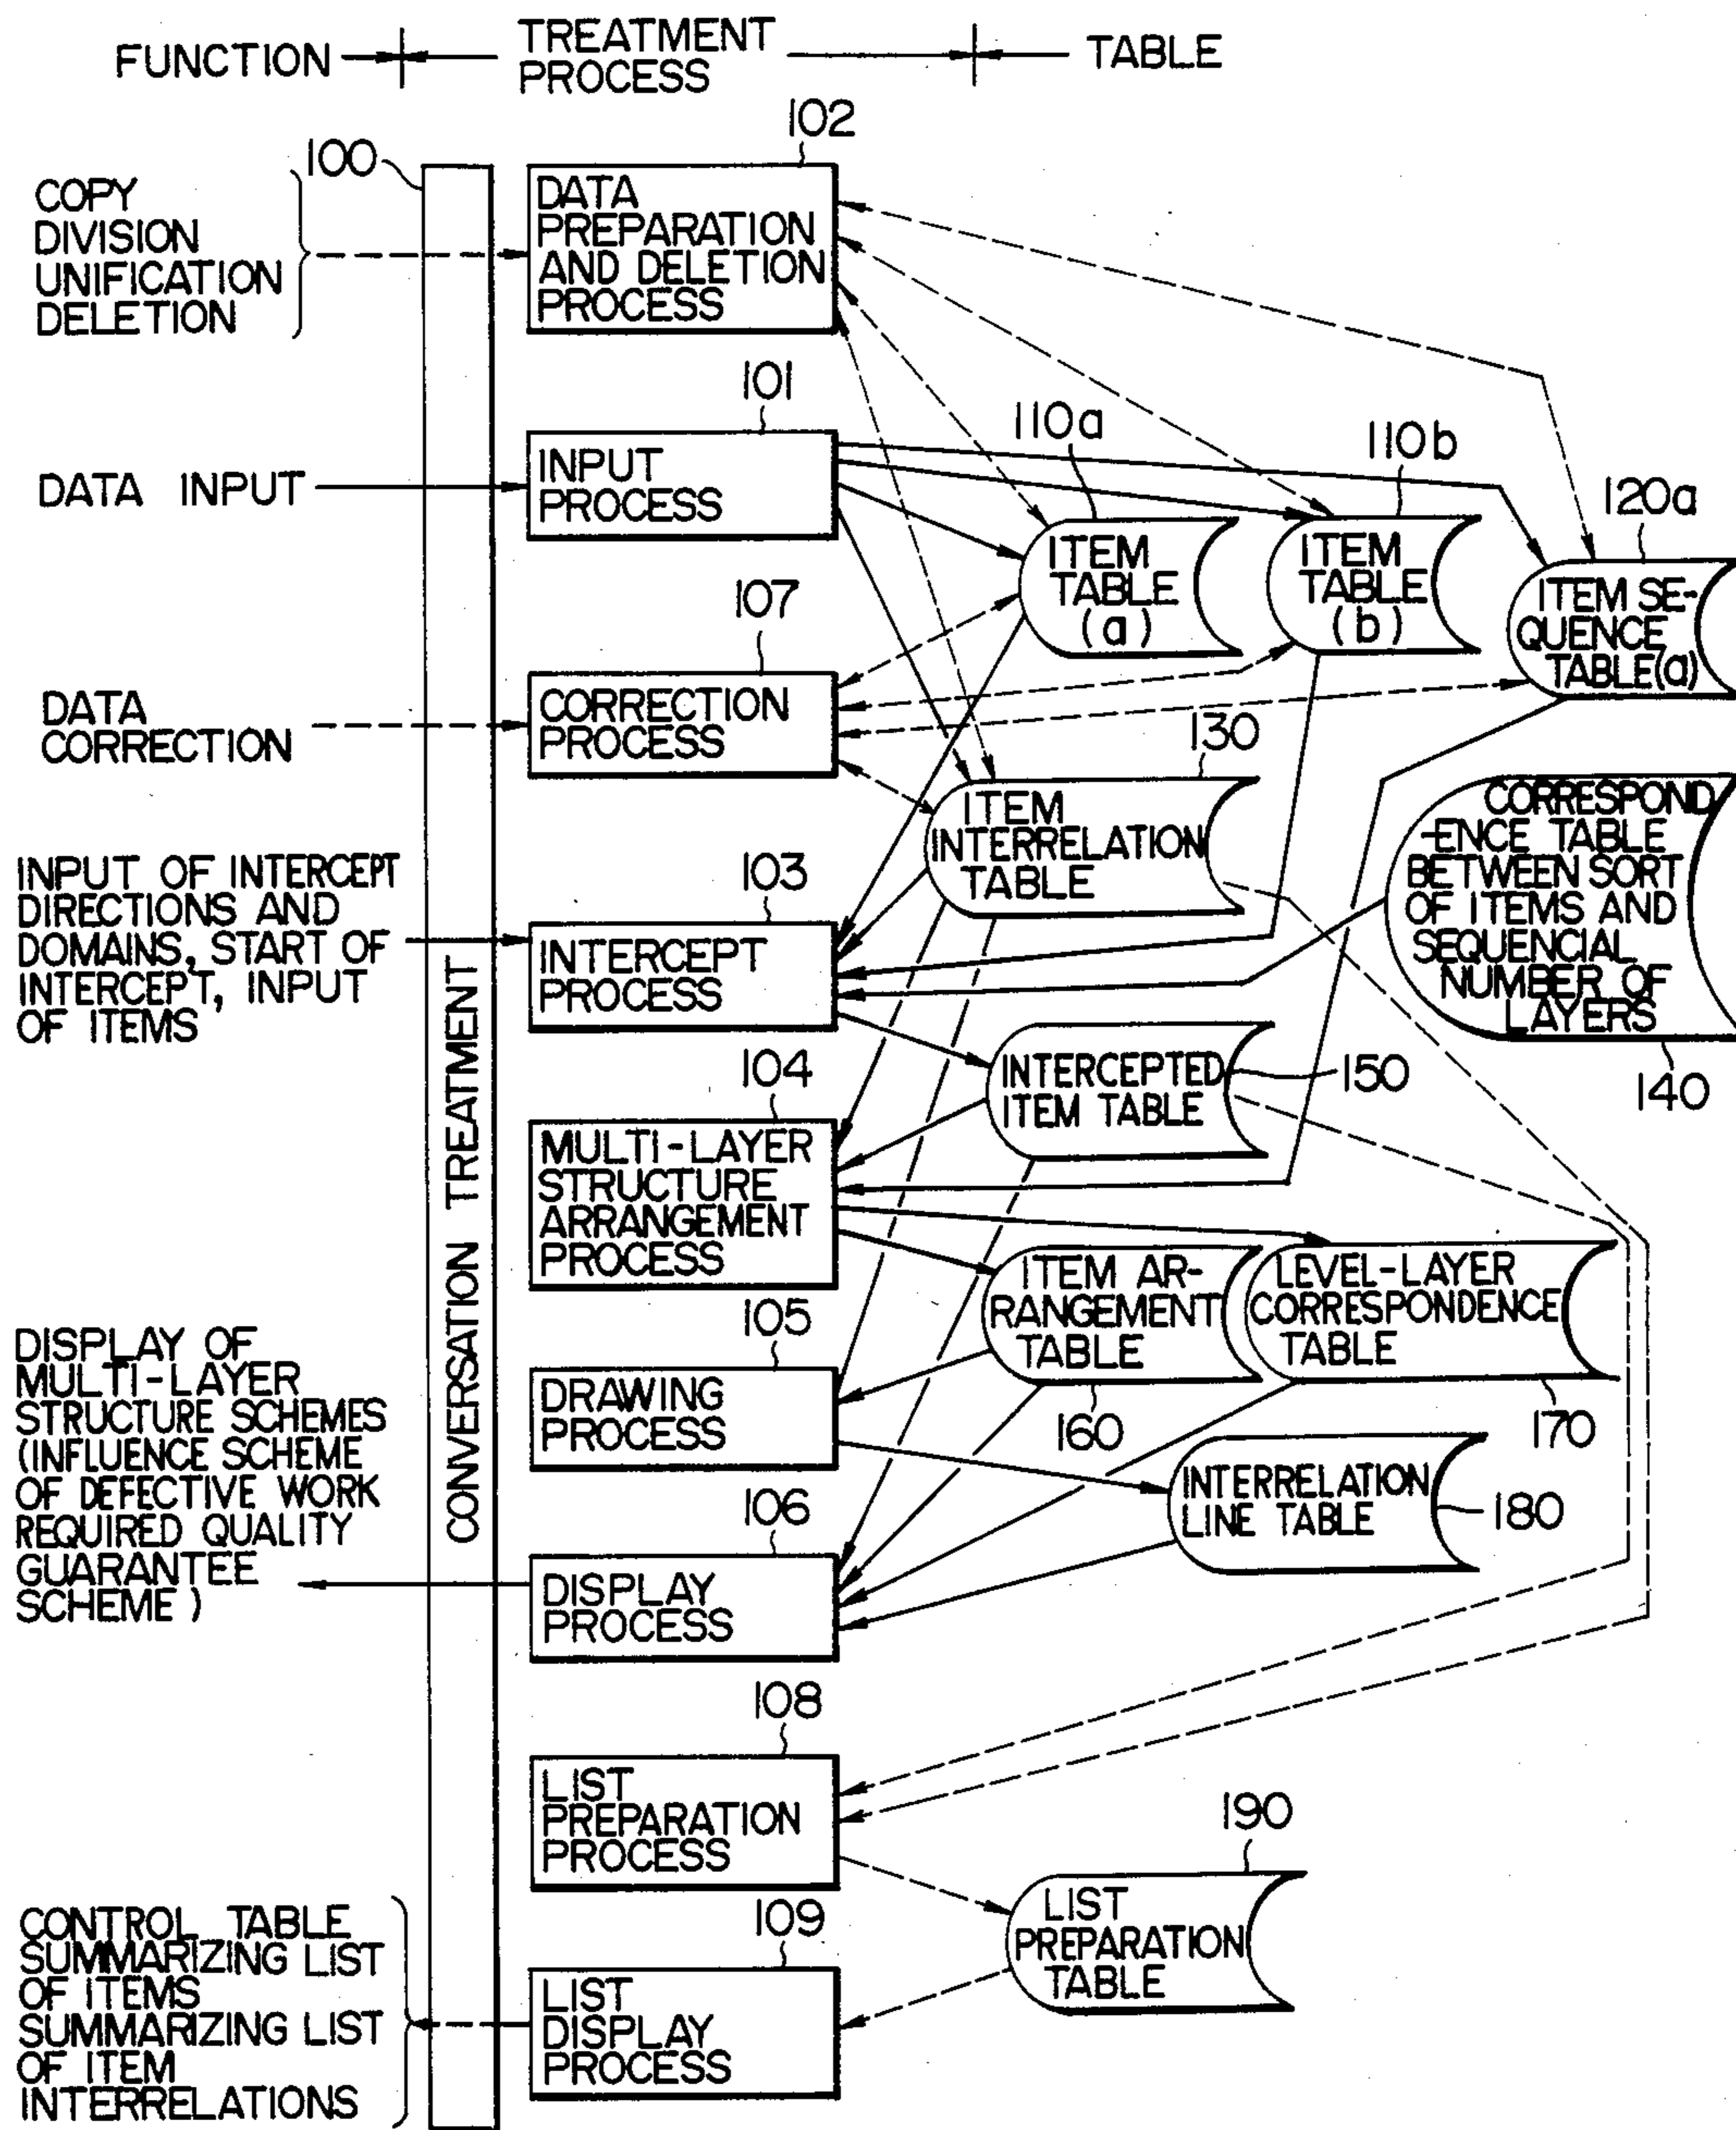 FUNCTION
TREATMENT
PROCESS
TABLE
100
102
COPY
DIVISION
UNIFICATION
DELETION
DATA
PREPARATION
AND DELETION
PROCESS
101
DATA INPUT
INPUT
PROCESS
110a
ITEM
TABLE
(a)
110b
ITEM
TABLE
(b)
120a
ITEM SE-
QUENCE
TABLE(a)
107
DATA
CORRECTION
CORRECTION
PROCESS
130
ITEM
INTERRELATION
TABLE
CORRESPOND
-ENCE TABLE
BETWEEN SORT
OF ITEMS AND
SEQUENCIAL
NUMBER OF
LAYERS
140
INPUT OF INTERCEPT
DIRECTIONS AND
DOMAINS, START OF
INTERCEPT, INPUT
OF ITEMS
103
INTERCEPT
PROCESS
CONVERSATION TREATMENT
INTERCEPTED
ITEM TABLE
150
104
MULTI-LAYER
STRUCTURE
ARRANGEMENT
PROCESS
ITEM AR-
RANGEMENT
TABLE
160
LEVEL-LAYER
CORRESPONDENCE
TABLE
170
105
DRAWING
PROCESS
INTERRELATION
LINE TABLE
180
DISPLAY OF
MULTI-LAYER
STRUCTURE SCHEMES
(INFLUENCE SCHEME
OF DEFECTIVE WORK
REQUIRED QUALITY
GUARANTEE
SCHEME)
106
DISPLAY
PROCESS
108
LIST
PREPARATION
PROCESS
190
LIST
PREPARATION
TABLE
109
LIST
DISPLAY
PROCESS
CONTROL TABLE
SUMMARIZING LIST
OF ITEMS
SUMMARIZING LIST
OF ITEM
INTERRELATIONS